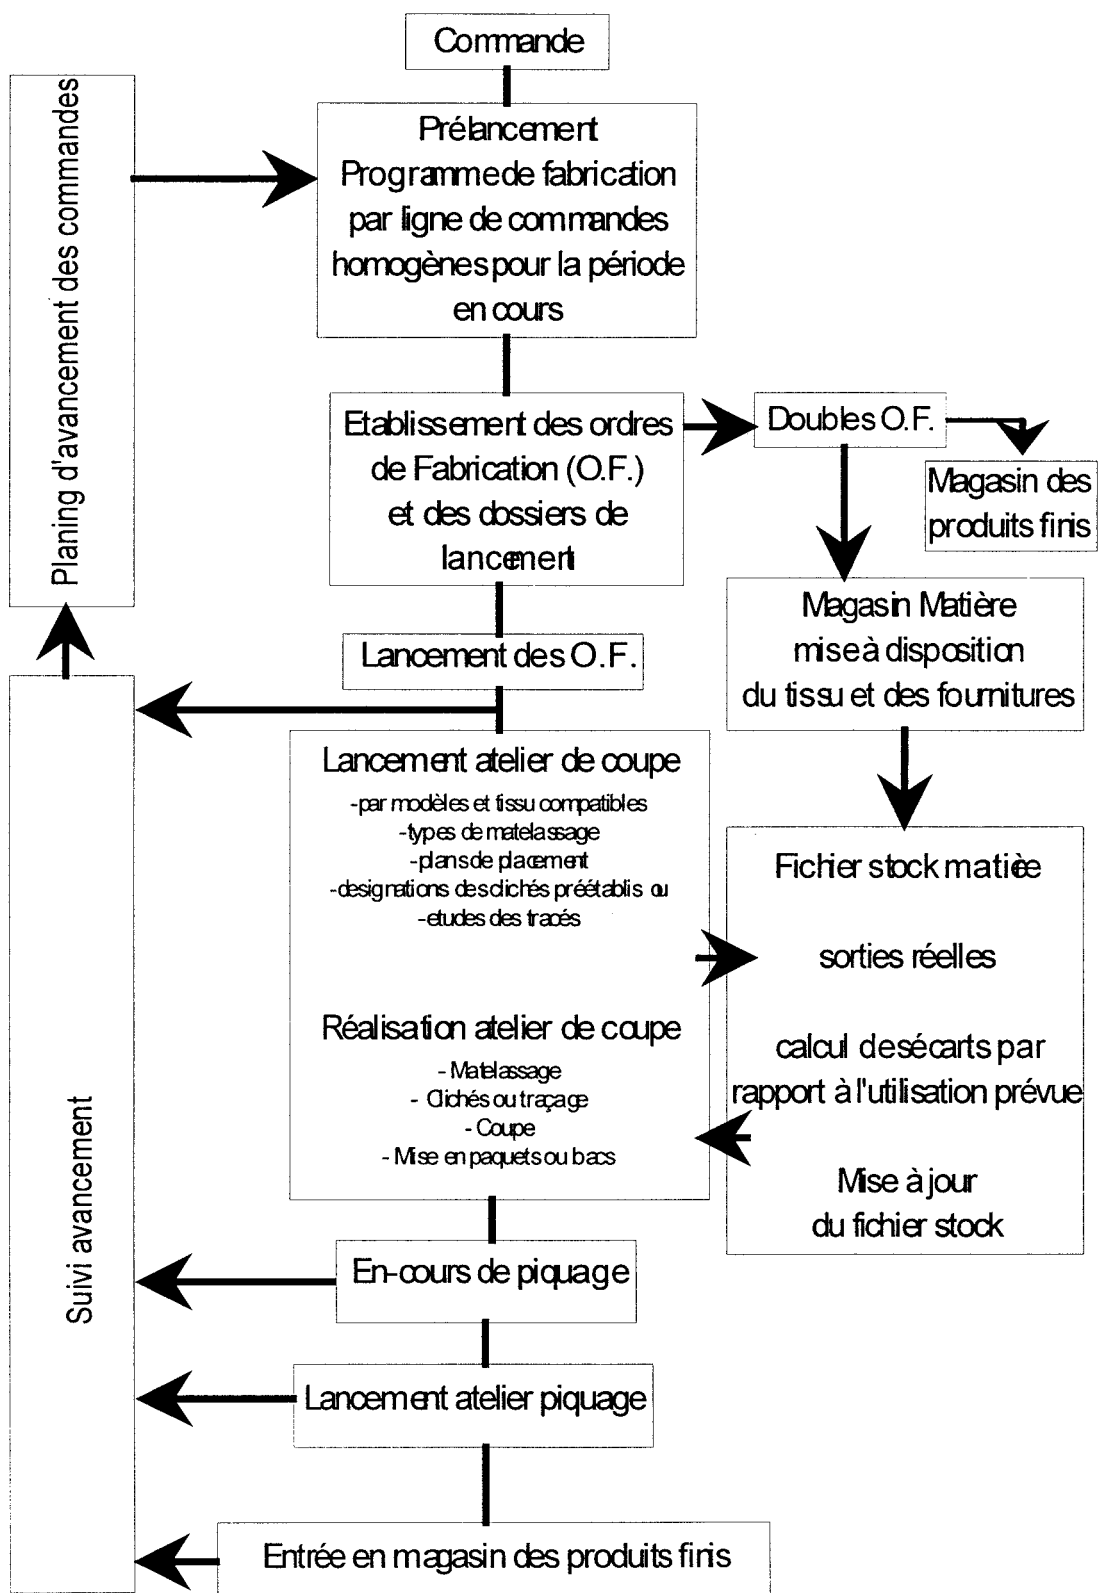 Commande
Planing d'avancement des commandes
Prélancement
Programme de fabrication
par ligne de commandes
homogènes pour la période
en cours
Etablissement des ordres
de Fabrication (O.F.)
et des dossiers de
lancement
Doubles O.F.
Magasin des
produits finis
Magasin Matière
mise à disposition
du tissu et des fournitures
Lancement des O.F.
Suivi avancement
Lancement atelier de coupe
-par modèles et tissu compatibles
-types de matelassage
-plans de placement
-designations des clichés préétablis ou
-etudes des tracés
Réalisation atelier de coupe
- Matelassage
- Clichés ou traçage
- Coupe
- Mise en paquets ou bacs
Fichier stock matière
sorties réelles
calcul des écarts par
rapport à l'utilisation prévue
Mise à jour
du fichier stock
En-cours de piquage
Lancement atelier piquage
Entrée en magasin des produits finis